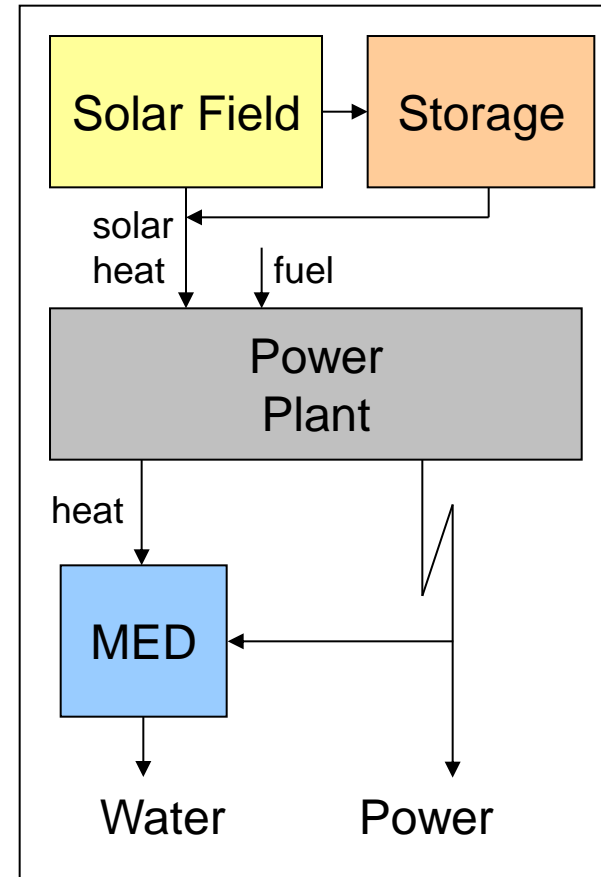 Solar Field
Storage
solar
heat
fuel
Power
Plant
heat
MED
Water
Power